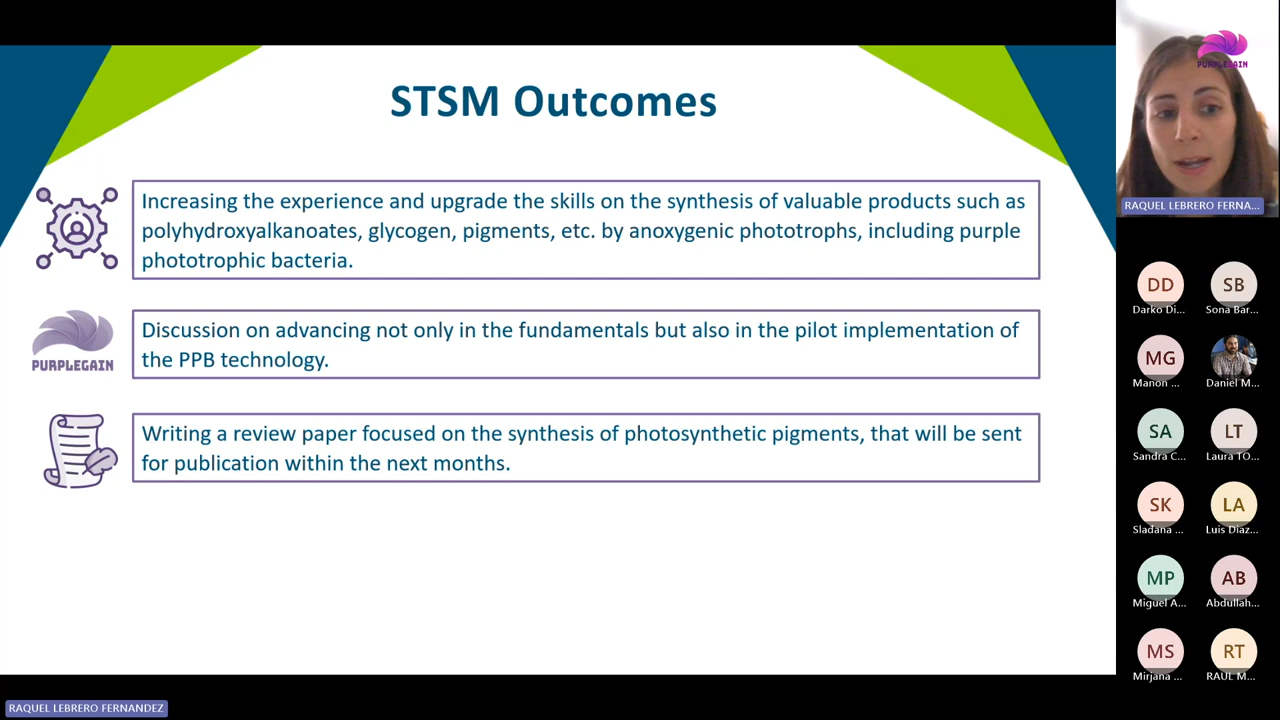 STSM Outcomes
Increasing the experience and upgrade the skills on the synthesis of valuable products such as
polyhydroxyalkanoates, glycogen, pigments, etc. by anoxygenic phototrophs, including purple
phototrophic bacteria.
PURPLEGAIN
Discussion on advancing not only in the fundamentals but also in the pilot implementation of
the PPB technology.
Writing a review paper focused on the synthesis of photosynthetic pigments, that will be sent
for publication within the next months.
RAQUEL LEBRERO FERNANDEZ
PURPLEGAIN
RAQUEL LEBRERO FERNA...
DD SB
Darko Di... Sona Bar...
MG
Manon ... Daniel M...
SA LT
Sandra C... Laura TO...
SK LA
Sladana ... Luis Díaz...
MP AB
Miguel A... Abdullah...
MS RT
Mirjana ... RAUL M...